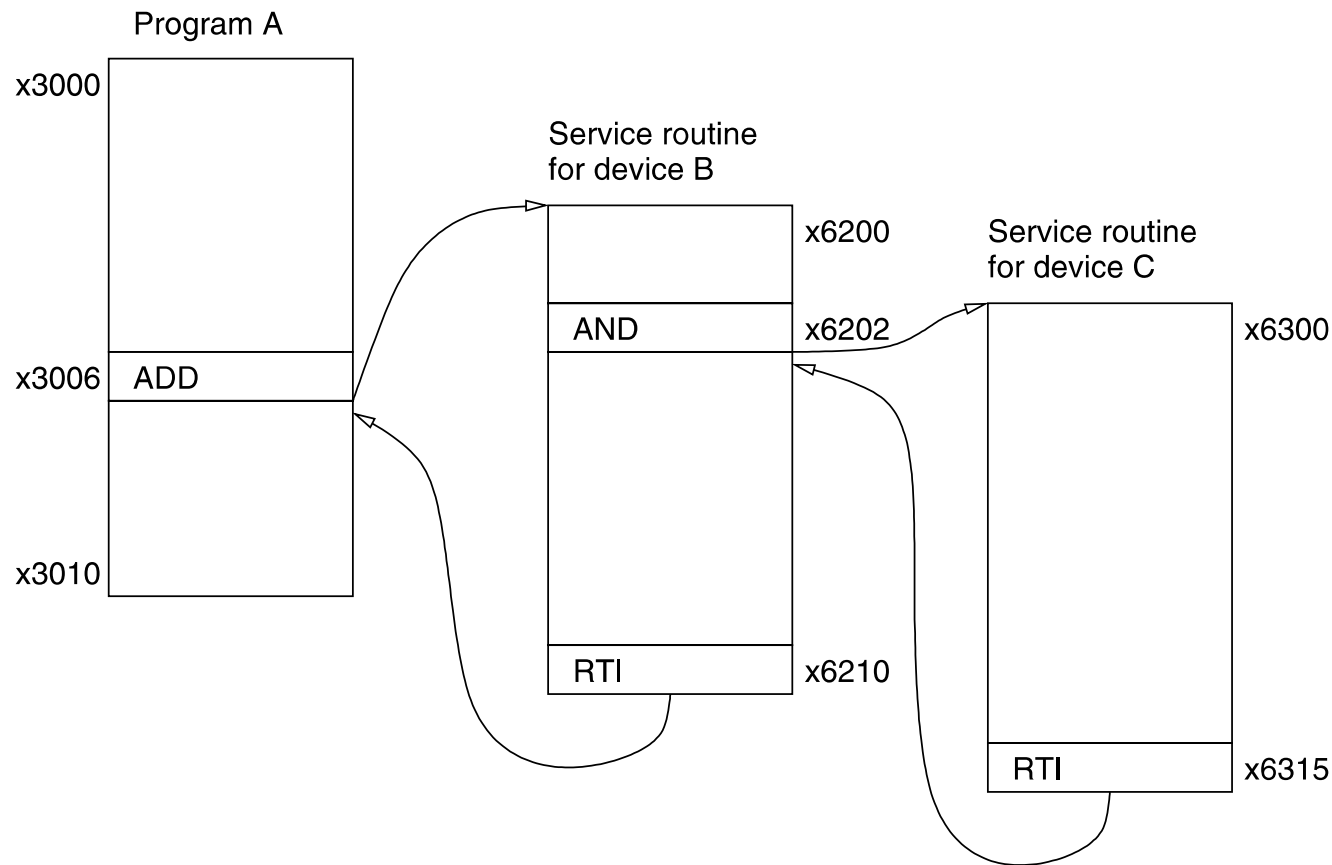 Program A
x3000
x3006
ADD
x3010
Service routine
for device B
x6200
AND
x6202
RTI
x6210
Service routine
for device C
x6300
RTI
x6315